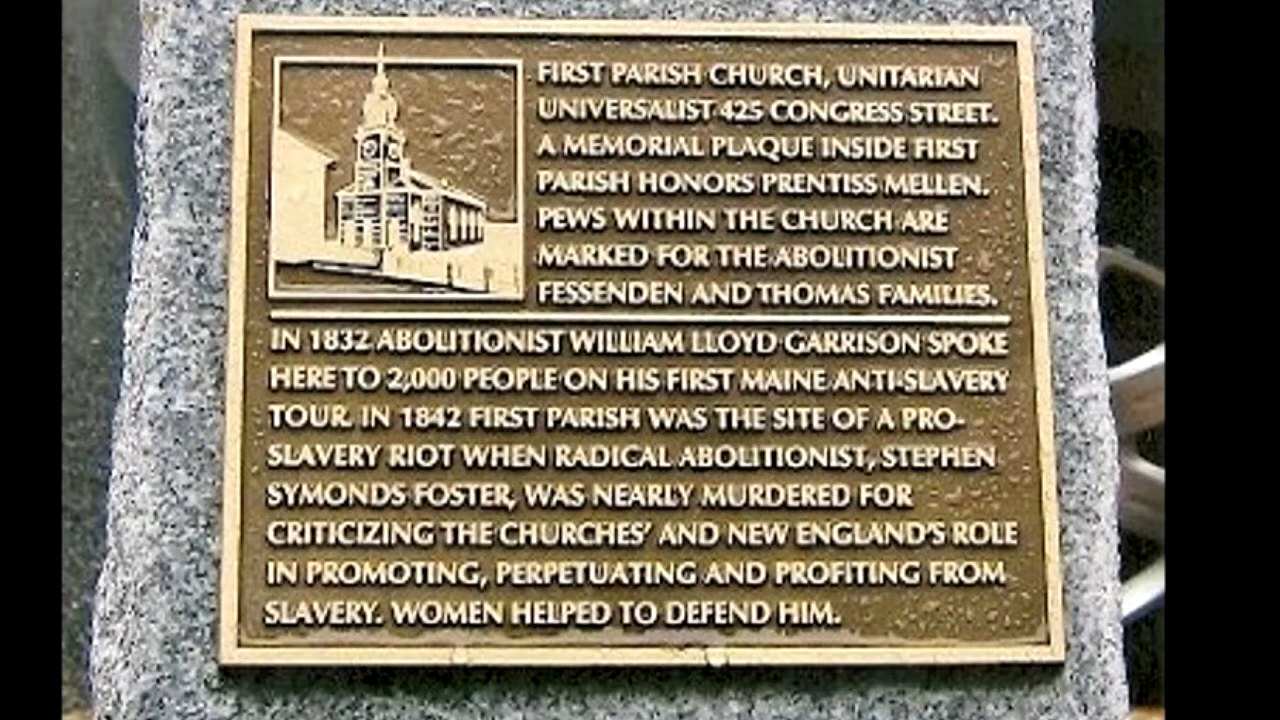 FIRST PARISH CHURCH, UNITARIAN
UNIVERSALIST 425 CONGRESS STREET.
A MEMORIAL PLAQUE INSIDE FIRST
PARISH HONORS PRENTISS MELLEN.
PEWS WITHIN THE CHURCH ARE
MARKED FOR THE ABOLITIONIST
FESSENDEN AND THOMAS FAMILIES.
IN 1832 ABOLITIONIST WILLIAM LLOYD GARRISON SPOKE
HERE TO 2,000 PEOPLE ON HIS FIRST MAINE ANTI-SLAVERY
TOUR. IN 1842 FIRST PARISH WAS THE SITE OF A PRO-
SLAVERY RIOT WHEN RADICAL ABOLITIONIST, STEPHEN
SYMONDS FOSTER, WAS NEARLY MURDERED FOR
CRITICIZING THE CHURCHES' AND NEW ENGLAND'S ROLE
IN PROMOTING, PERPETUATING AND PROFITING FROM
SLAVERY. WOMEN HELPED TO DEFEND HIM.